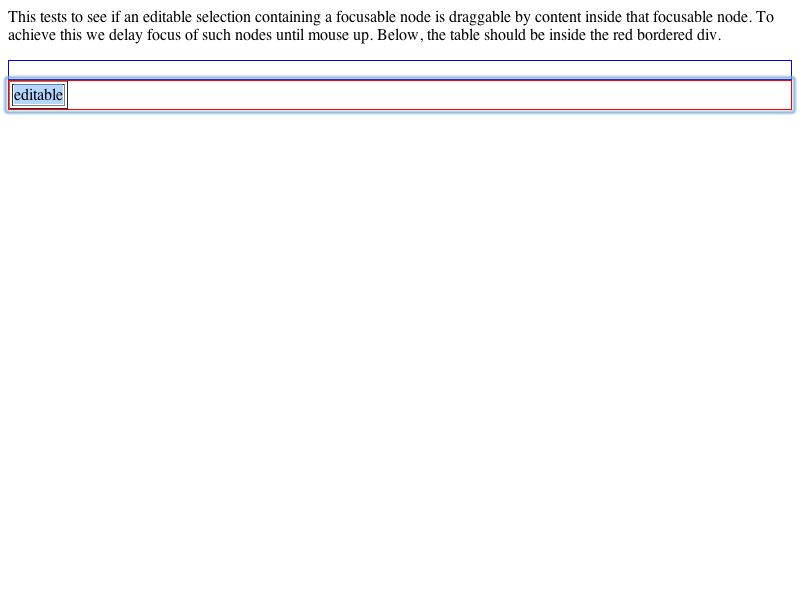 This tests to see if an editable selection containing a focusable node is draggable by content inside that focusable node. To
achieve this we delay focus of such nodes until mouse up. Below, the table should be inside the red bordered div.
editable